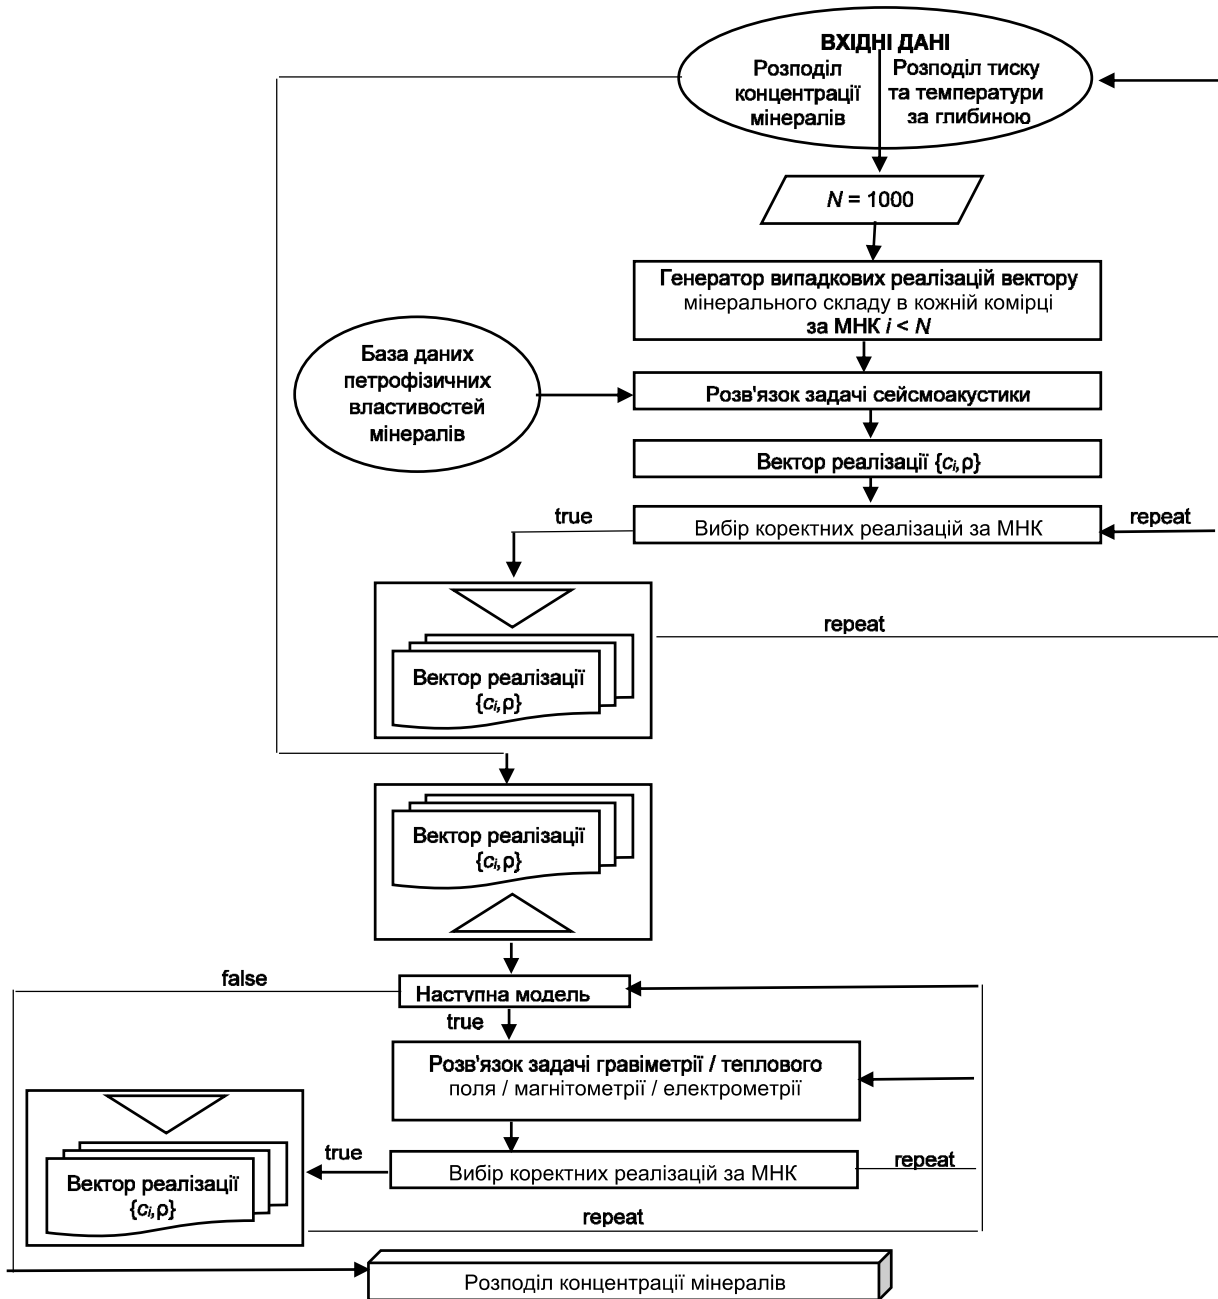 ВХІДНІ ДАНІ
Розподіл
концентрації
мінералів
Розподіл тиску
та температури
за глибиною
N = 1000
Генератор випадкових реалізацій вектору
мінерального складу в кожній комірці
за МНК i < N
База даних
петрофізичних
властивостей
мінералів
Розв'язок задачі сейсмоакустики
Вектор реалізації {ci,ρ}
true
Вибір коректних реалізацій за МНК
repeat
repeat
Вектор реалізації
{ci,ρ}
Вектор реалізації
{ci,ρ}
false
Наступна модель
true
Розв'язок задачі гравіметрії / теплового
поля / магнітометрії / електрометрії
true
Вибір коректних реалізацій за МНК
repeat
Вектор реалізації
{ci,ρ}
repeat
Розподіл концентрації мінералів